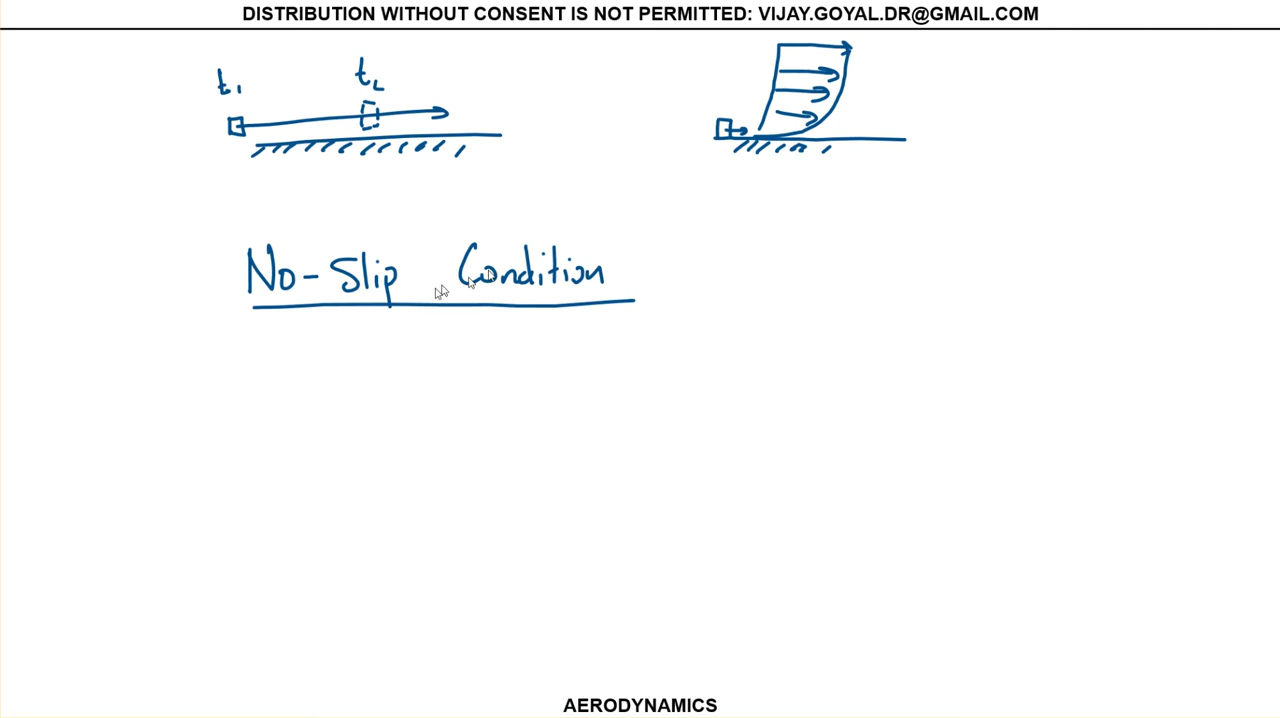 DISTRIBUTION WITHOUT CONSENT IS NOT PERMITTED: VIJAY.GOYAL.DR@GMAIL.COM
t₁ t₂
No-Slip Condition
AERODYNAMICS